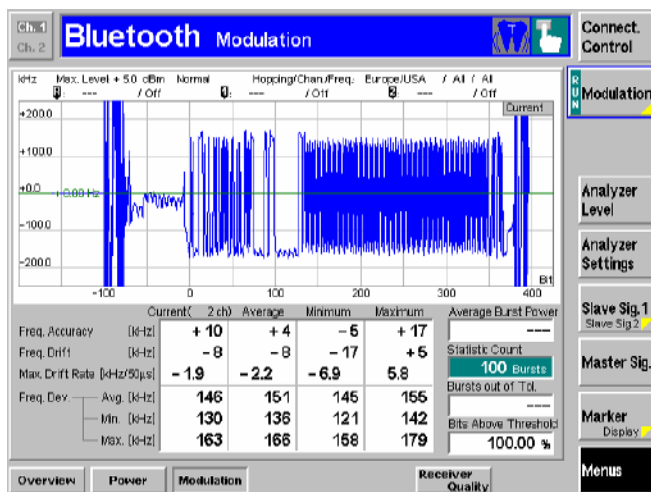 Ch. 1
Ch. 2
Bluetooth Modulation
Connect. Control
kHz Max. Level: +5.0 dBm Normal Hopping/Chan./Freq.: Europe/USA / All / All
1: --- / Off 2: --- / Off
+200.0
+100.0
+0.0
-100.0
-200.0
+0.00 Hz
Current
-100 0 100 200 300 400
Bit
Current( 2 ch) Average Minimum Maximum
Freq. Accuracy [kHz] + 10 + 4 - 5 + 17
Freq. Drift [kHz] - 8 - 8 - 17 + 5
Max. Drift Rate [kHz/50µs] - 1.9 - 2.2 - 6.9 5.8
Freq. Dev. Avg. [kHz] 146 151 145 155
Min. [kHz] 130 136 121 142
Max. [kHz] 163 166 158 179
Average Burst Power
---
Statistic Count
100 Bursts
Bursts out of Tol.
---
Bits Above Threshold
100.00 %
RUN
Modulation
Analyzer Level
Analyzer Settings
Slave Sig.1
Slave Sig.2
Master Sig.
Marker
Display
Menus
Overview
Power
Modulation
Receiver Quality